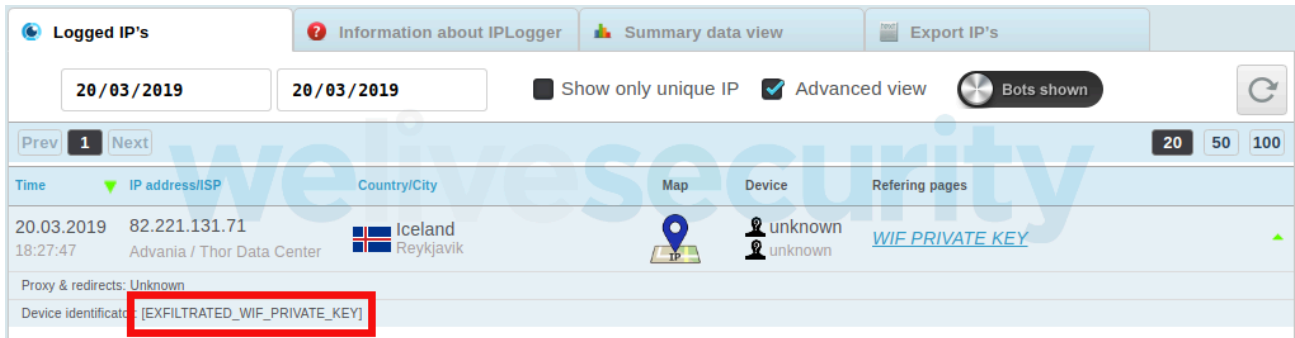 Logged IP's Information about IPLogger Summary data view Export IP's
20/03/2019 20/03/2019 Show only unique IP Advanced view Bots shown
Prev 1 Next 20 50 100
welivesecurity
Time IP address/ISP Country/City Map Device Refering pages
20.03.2019 82.221.131.71 Iceland unknown WIF PRIVATE KEY
18:27:47 Advania / Thor Data Center Reykjavik IP unknown
Proxy & redirects: Unknown
Device identificator: [EXFILTRATED_WIF_PRIVATE_KEY]